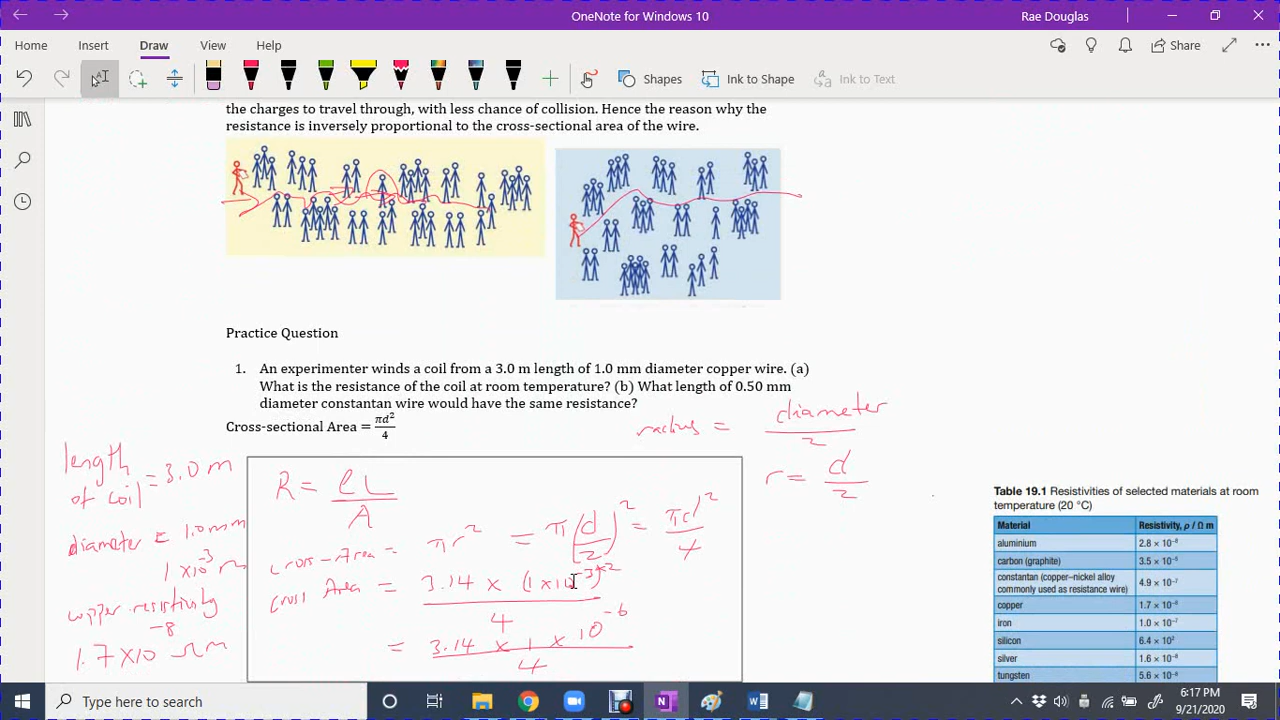 OneNote for Windows 10
Rae Douglas
Home Insert Draw View Help
Share
Shapes
Ink to Shape
Ink to Text
the charges to travel through, with less chance of collision. Hence the reason why the
resistance is inversely proportional to the cross-sectional area of the wire.
Practice Question
1. An experimenter winds a coil from a 3.0 m length of 1.0 mm diameter copper wire. (a)
What is the resistance of the coil at room temperature? (b) What length of 0.50 mm
diameter constantan wire would have the same resistance?
Cross-sectional Area = πd²/4
radius = diameter/2
r = d/2
length of coil = 3.0 m
diameter = 1.0mm
1 x 10⁻³ m
copper resistivity
1.7 x 10⁻⁸ Ωm
R = ρL/A
cross-Area = πr² = π(d/2)² = πd²/4
cross Area = 3.14 x (1 x 10⁻³)²/4
= 3.14 x 1 x 10⁻⁶/4
Table 19.1 Resistivities of selected materials at room
temperature (20 °C)
Material Resistivity, ρ / Ω m
aluminium 2.8 × 10⁻⁸
carbon (graphite) 3.5 × 10⁻⁵
constantan (copper–nickel alloy
commonly used as resistance wire) 4.9 × 10⁻⁷
copper 1.7 × 10⁻⁸
iron 1.0 × 10⁻⁷
silicon 6.4 × 10²
silver 1.6 × 10⁻⁸
tungsten 5.6 × 10⁻⁸
Type here to search
6:17 PM
9/21/2020